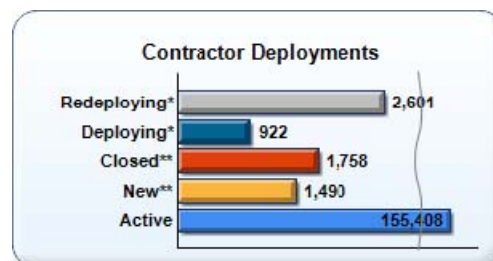 Contractor Deployments
Redeploying* 2,601
Deploying* 922
Closed** 1,758
New** 1,490
Active 155,408